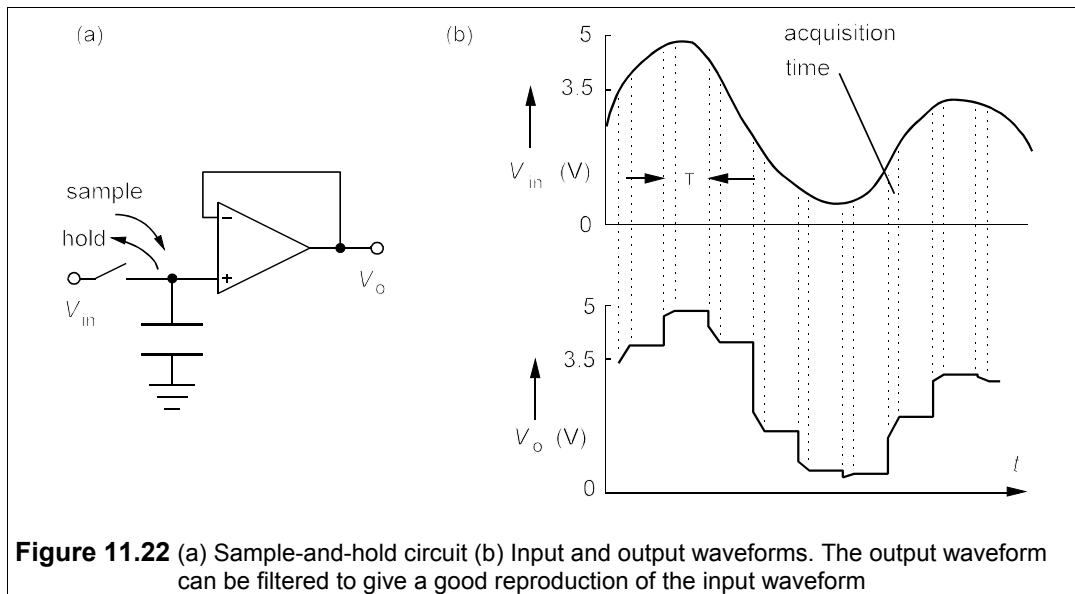 (a)
sample
hold
V in
−
+
V o
(b)
acquisition
time
5
3.5
V in (V)
T
0
5
3.5
V o (V)
0
t
Figure 11.22 (a) Sample-and-hold circuit (b) Input and output waveforms. The output waveform
can be filtered to give a good reproduction of the input waveform